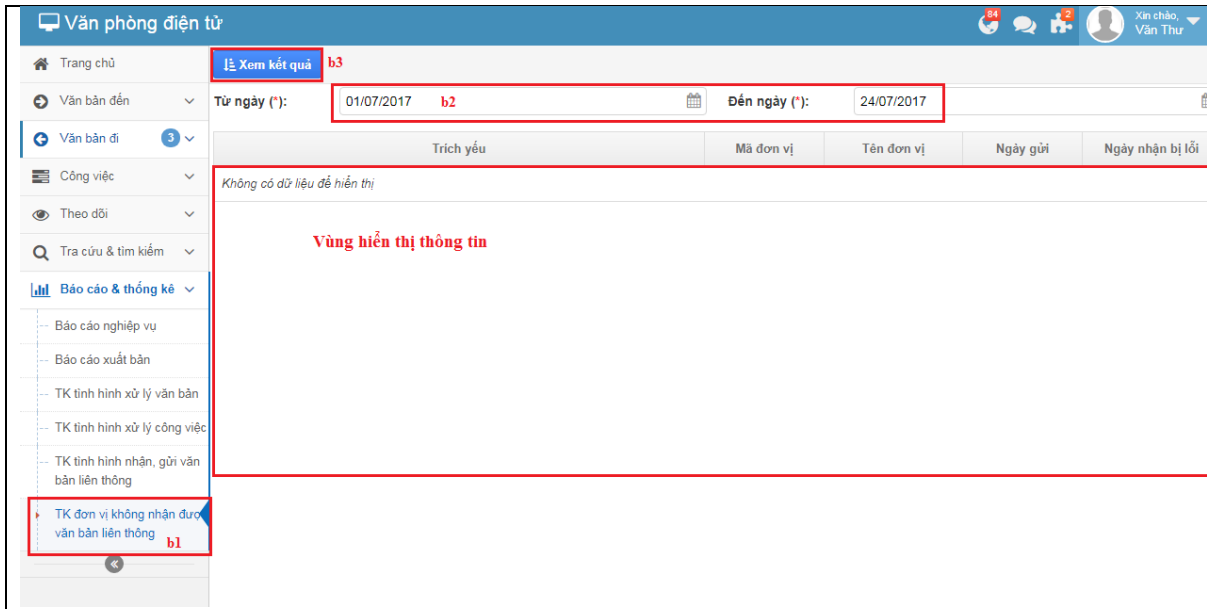 Văn phòng điện tử
84
2
Xin chào,
Văn Thư
Trang chủ
Văn bản đến
Văn bản đi 3
Công việc
Theo dõi
Tra cứu & tìm kiếm
Báo cáo & thống kê
Báo cáo nghiệp vụ
Báo cáo xuất bản
TK tình hình xử lý văn bản
TK tình hình xử lý công việc
TK tình hình nhận, gửi văn
bản liên thông
TK đơn vị không nhận
văn bản liên thông
b1
Xem kết quả b3
Từ ngày (*): 01/07/2017 b2 Đến ngày (*): 24/07/2017
Trích yếu Mã đơn vị Tên đơn vị Ngày gửi Ngày nhận bị lỗi
Không có dữ liệu để hiển thị
Vùng hiển thị thông tin